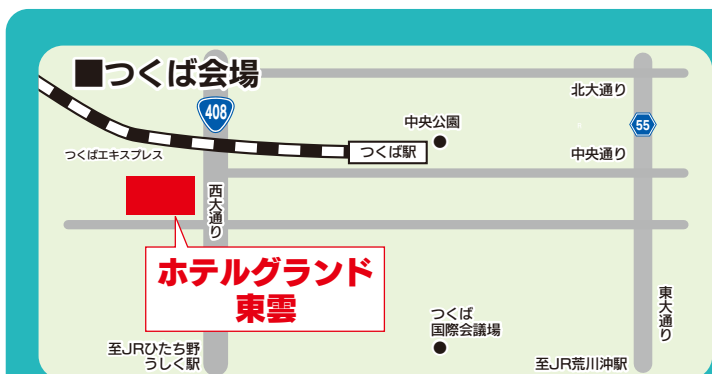 ■つくば会場
北大通り
408
中央公園
55
つくばエキスプレス
つくば駅
中央通り
西大通り
ホテルグランド
東雲
東大通り
つくば
国際会議場
至JRひたち野
うしく駅
至JR荒川沖駅